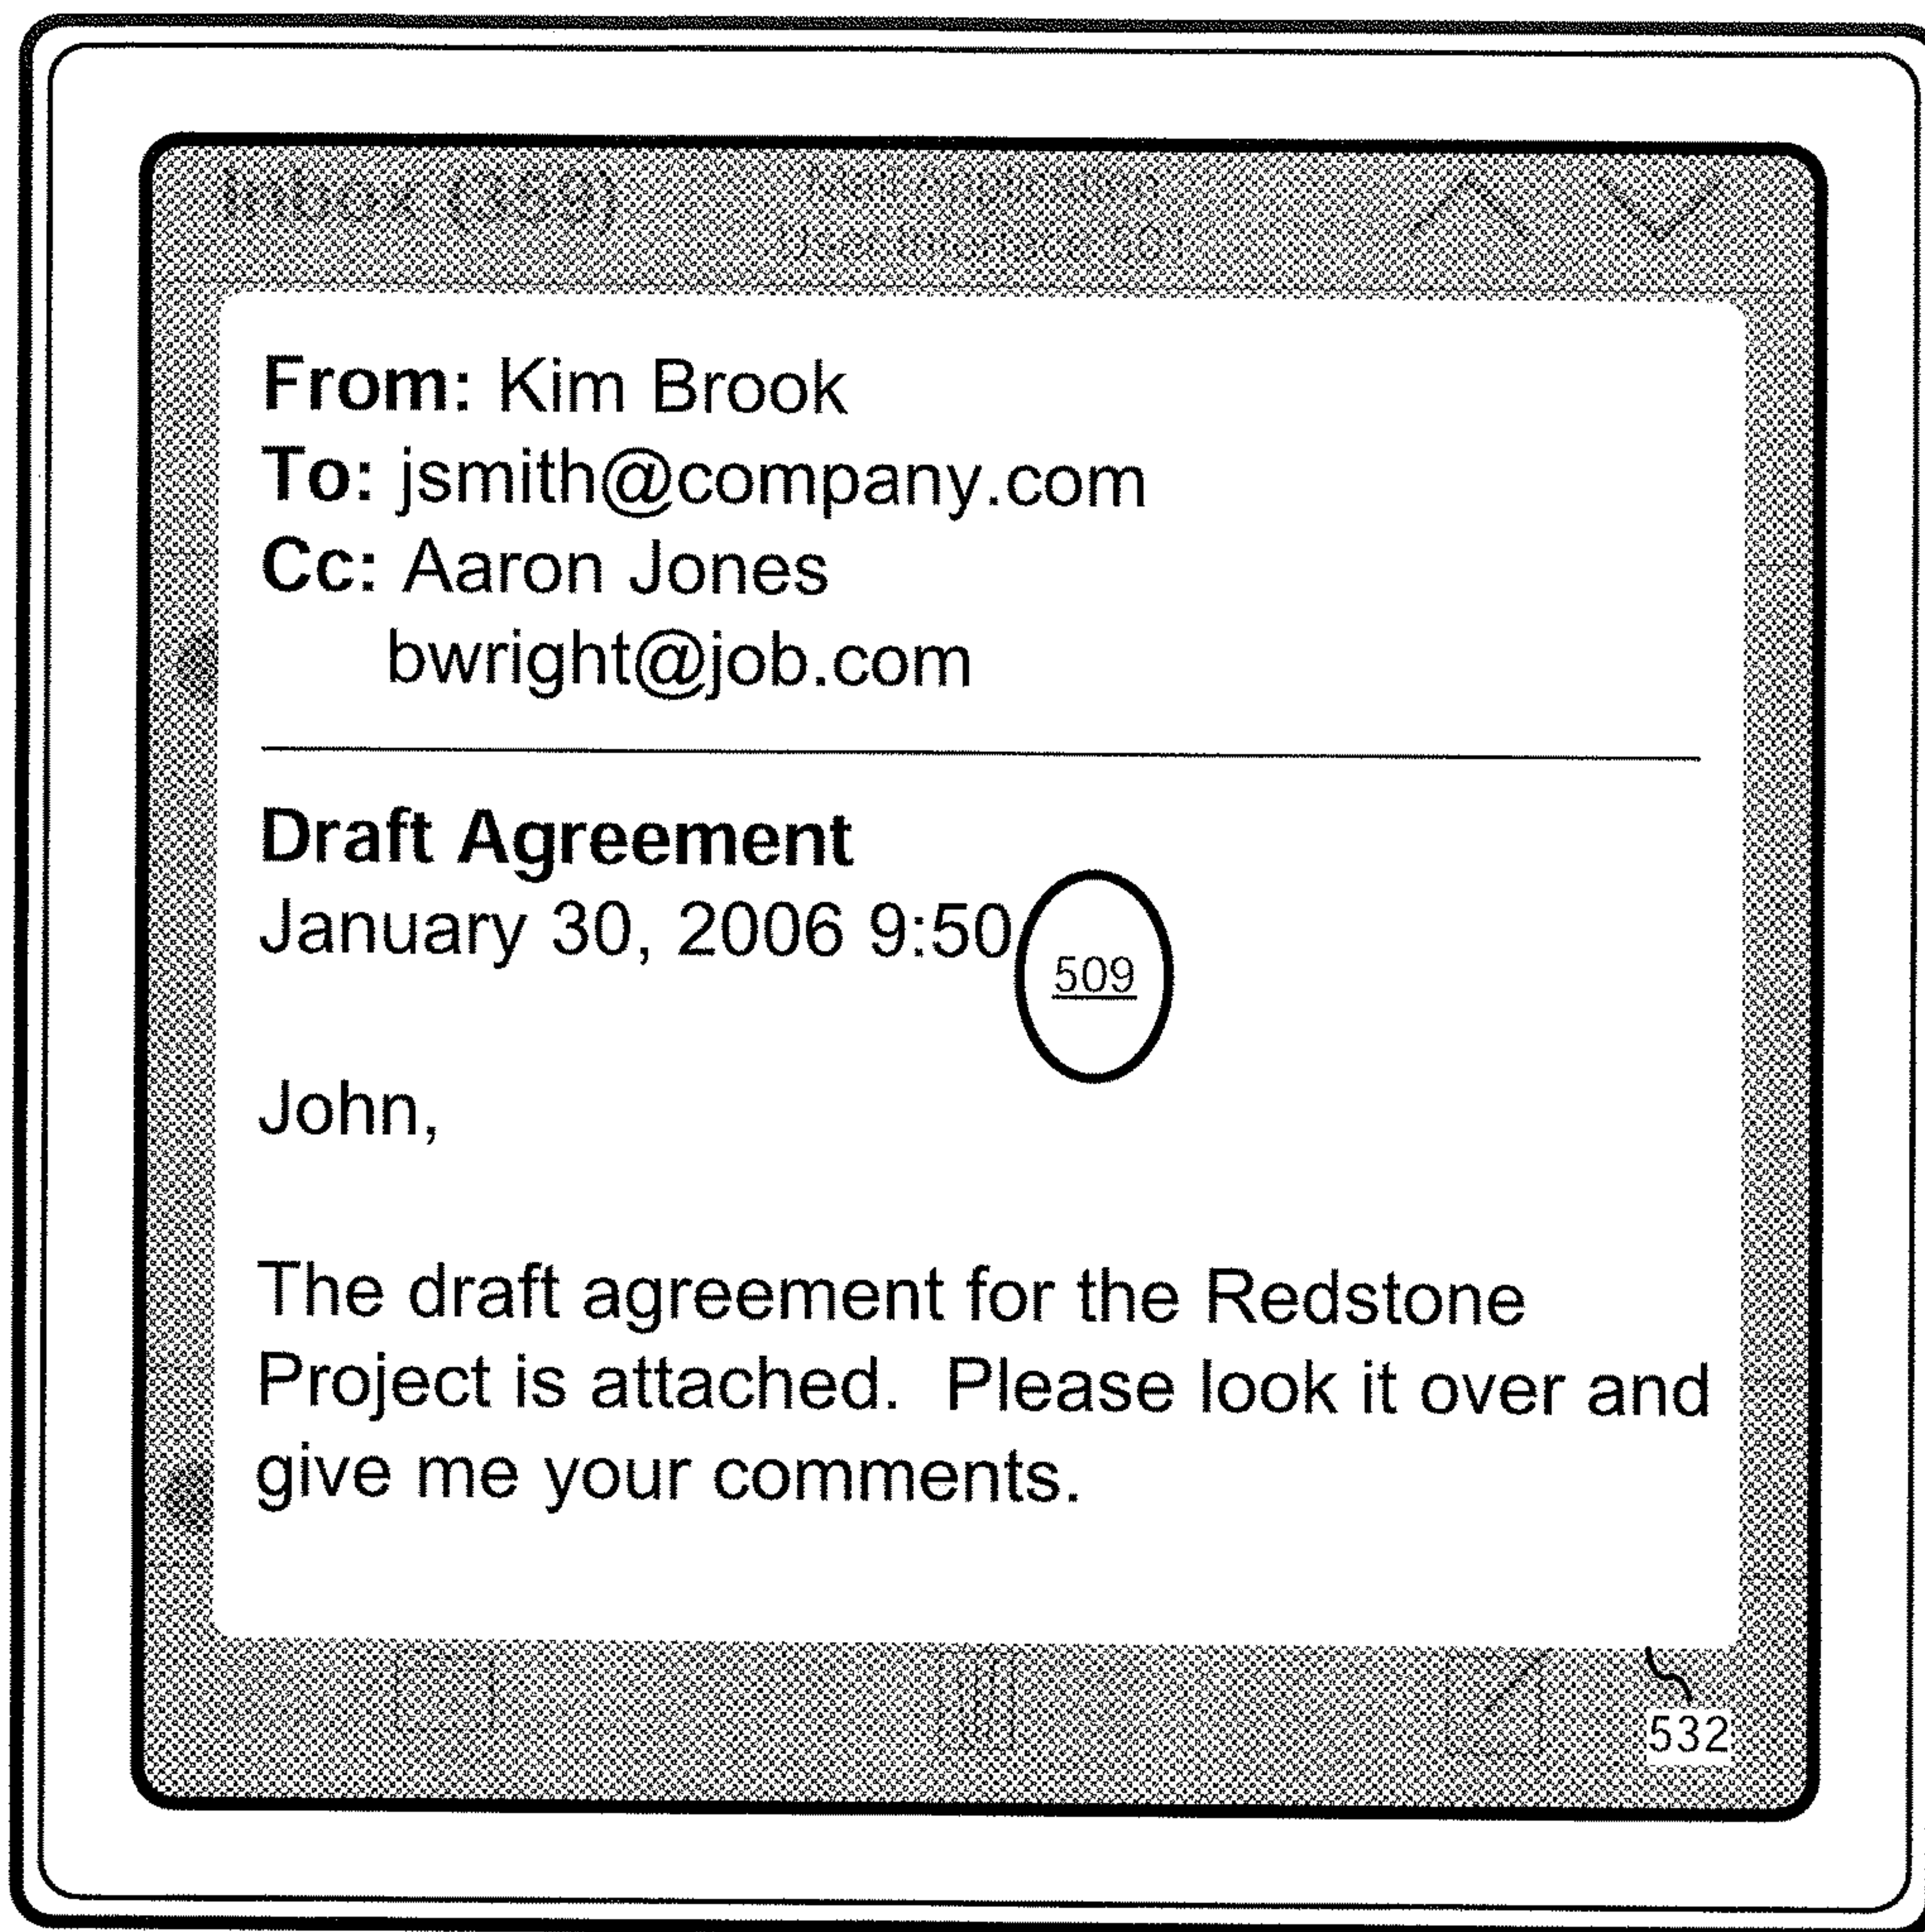 Inbox (359)
From: Kim Brook
To: jsmith@company.com
Cc: Aaron Jones
bwright@job.com
Draft Agreement
January 30, 2006 9:50
509
John,
The draft agreement for the Redstone
Project is attached.  Please look it over and
give me your comments.
532